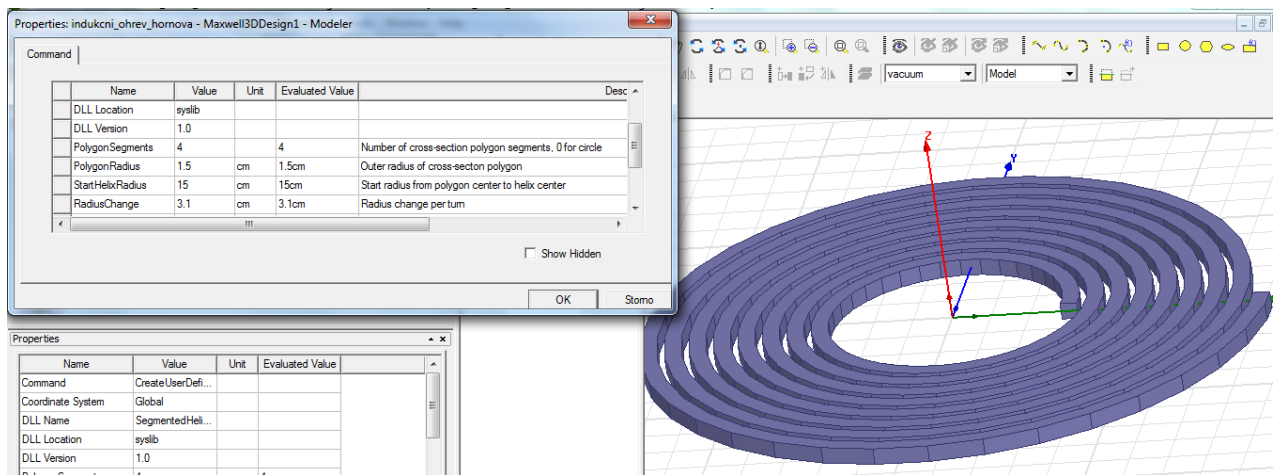 Properties: indukcni_ohrev_hornova - Maxwell3DDesign1 - Modeler
Command
Name Value Unit Evaluated Value Desc
DLL Location syslib
DLL Version 1.0
PolygonSegments 4 4 Number of cross-section polygon segments, 0 for circle
PolygonRadius 1.5 cm 1.5cm Outer radius of cross-secton polygon
StartHelixRadius 15 cm 15cm Start radius from polygon center to helix center
RadiusChange 3.1 cm 3.1cm Radius change per turn
Show Hidden
OK Storno
vacuum Model
Z
Y
Properties
Name Value Unit Evaluated Value
Command CreateUserDefi...
Coordinate System Global
DLL Name SegmentedHeli...
DLL Location syslib
DLL Version 1.0